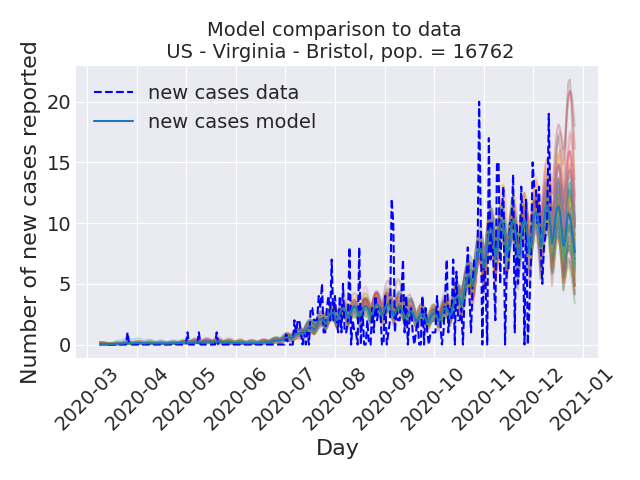 Model comparison to data
US - Virginia - Bristol, pop. = 16762
Number of new cases reported
20
15
10
5
0
new cases data
new cases model
2020-03
2020-04
2020-05
2020-06
2020-07
2020-08
2020-09
2020-10
2020-11
2020-12
2021-01
Day